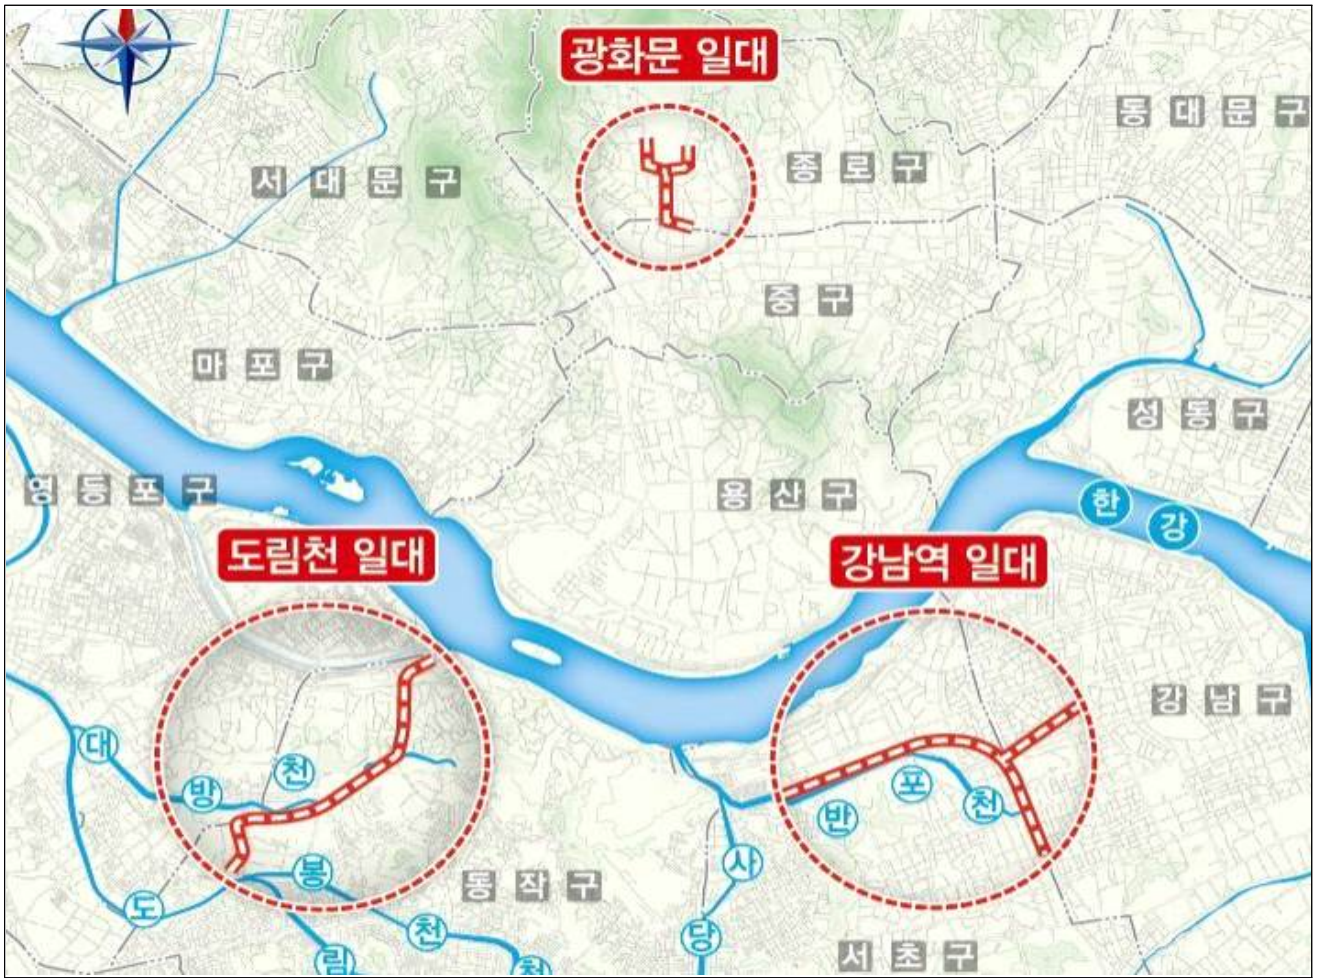 광화문 일대
동대문구
종로구
서대문구
중구
마포구
성동구
영등포구
용산구
한강
도림천 일대
강남역 일대
강남구
대방천
반포천
봉천천
동작구
사당
도림
서초구